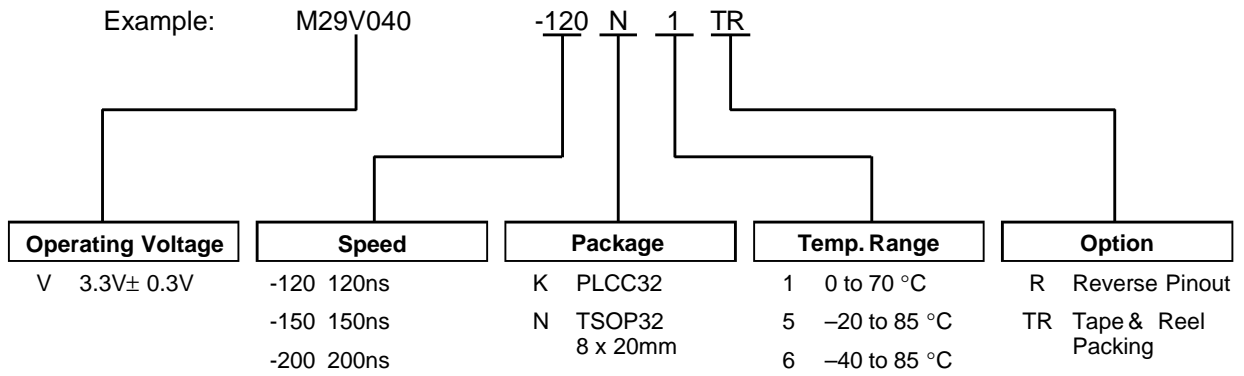 Example: M29V040 -120 N 1 TR
Operating Voltage Speed Package Temp. Range Option
V 3.3V± 0.3V -120 120ns K PLCC32 1 0 to 70 °C R Reverse Pinout
-150 150ns N TSOP32 8 x 20mm 5 –20 to 85 °C TR Tape & Reel Packing
-200 200ns 6 –40 to 85 °C